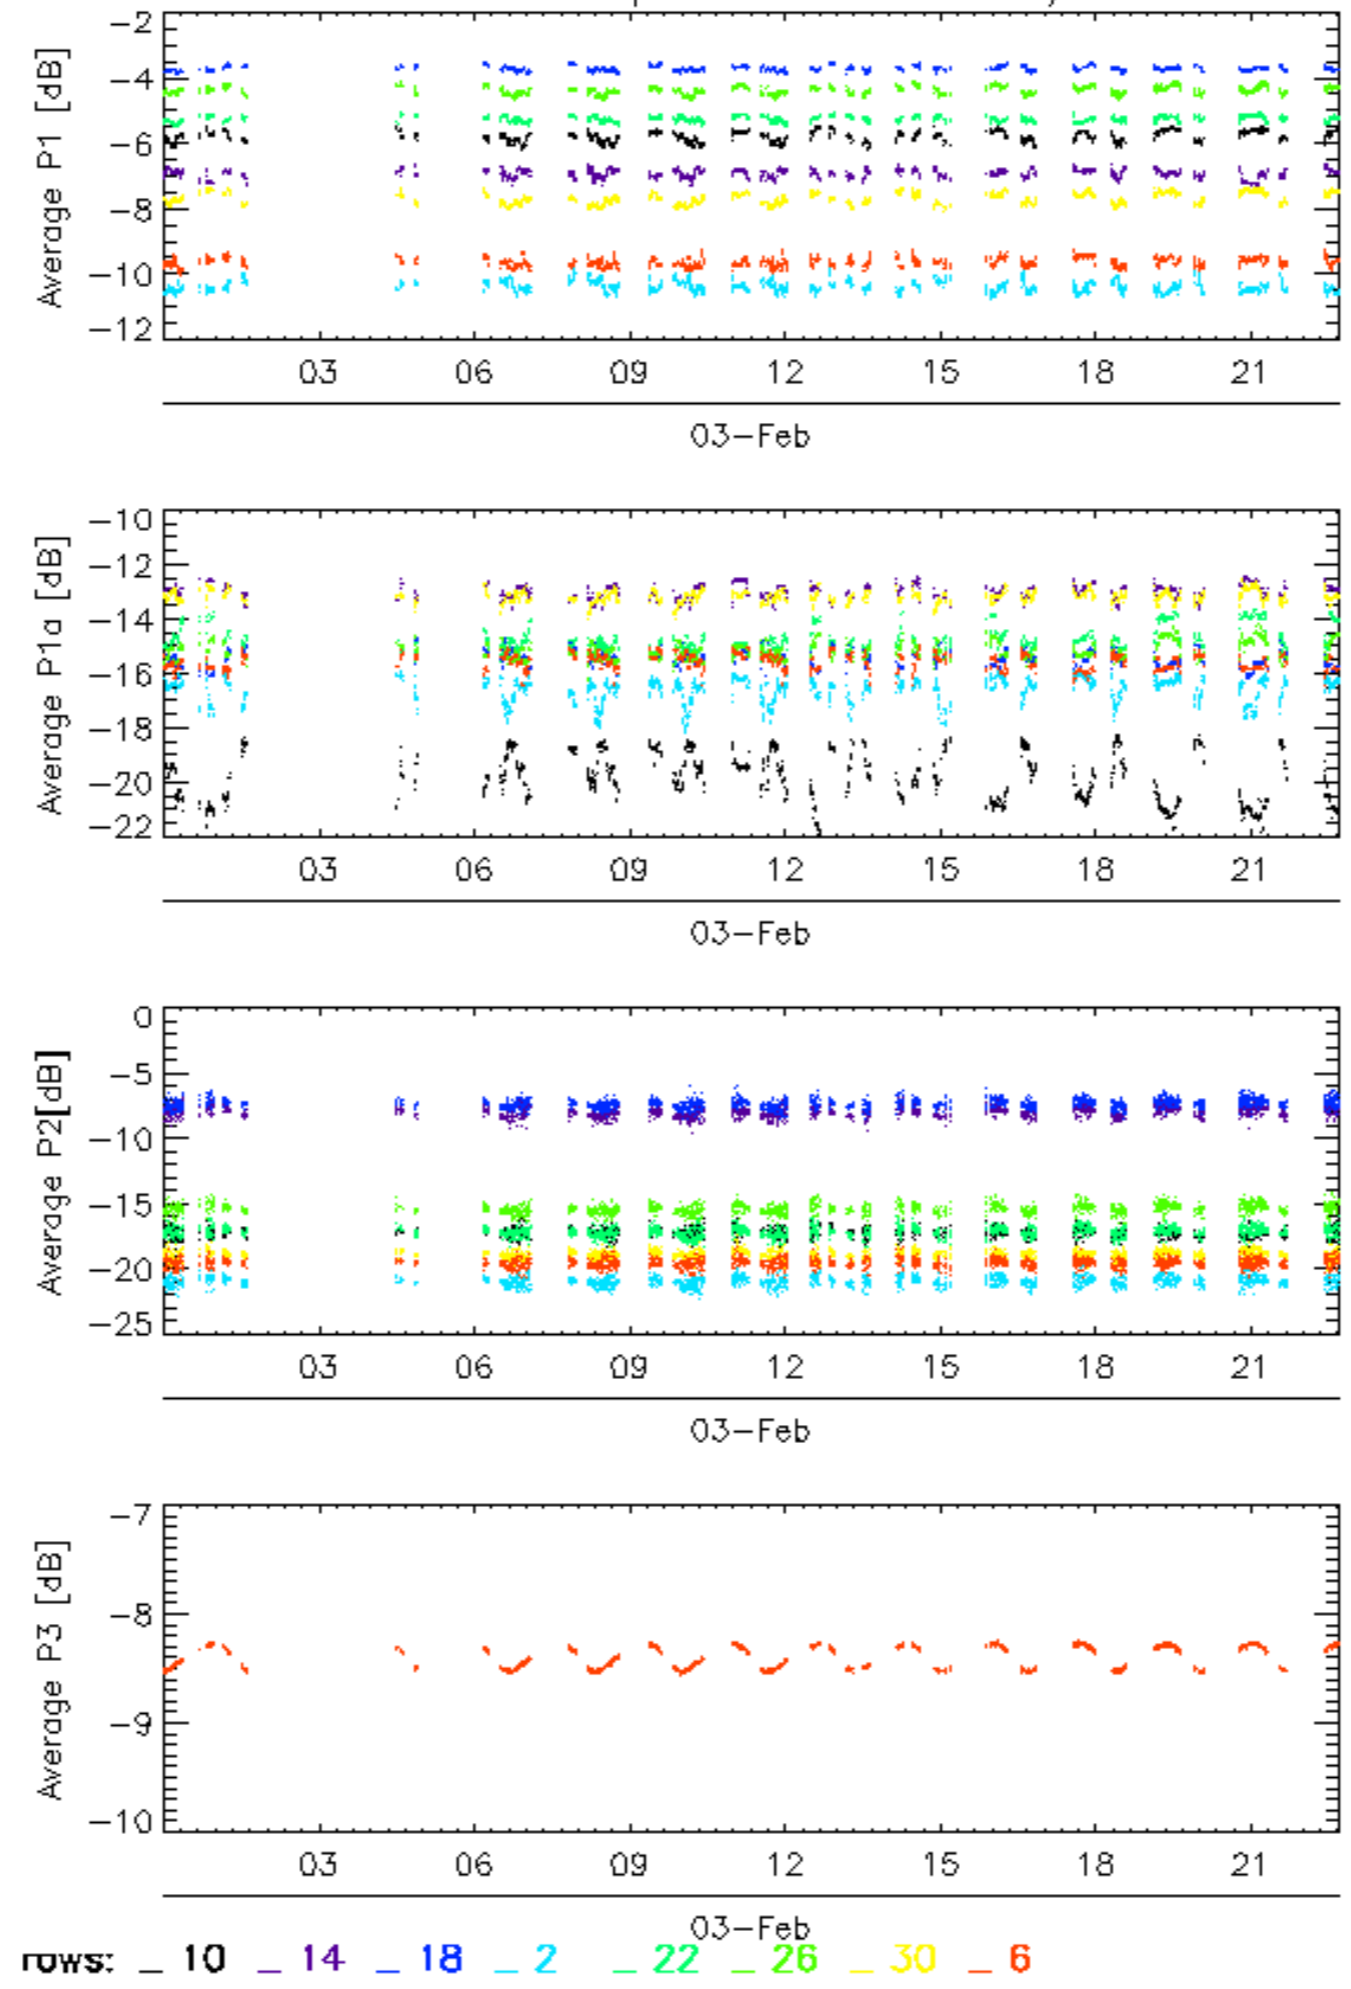 −2
−4
−6
−8
−10
−12
Average P1 [dB]
03 06 09 12 15 18 21
03−Feb
−10
−12
−14
−16
−18
−20
−22
Average P1a [dB]
03 06 09 12 15 18 21
03−Feb
0
−5
−10
−15
−20
−25
Average P2[dB]
03 06 09 12 15 18 21
03−Feb
−7
−8
−9
−10
Average P3 [dB]
03 06 09 12 15 18 21
03−Feb
rows: _ 10 _ 14 _ 18 _ 2 _ 22 _ 26 _ 30 _ 6